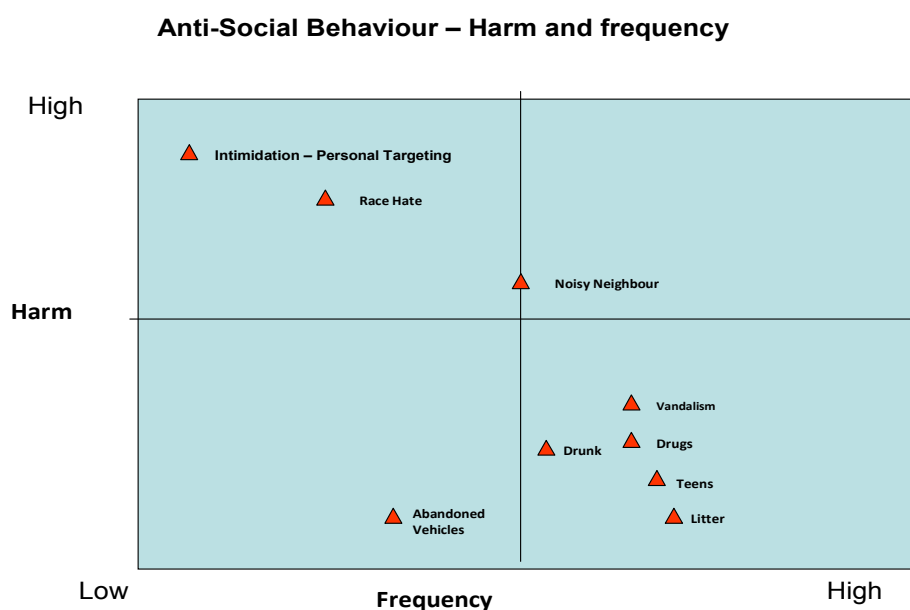 Anti-Social Behaviour – Harm and frequency
High
Intimidation – Personal Targeting
Race Hate
Noisy Neighbour
Harm
Vandalism
Drugs
Drunk
Teens
Abandoned
Vehicles
Litter
Low
High
Frequency